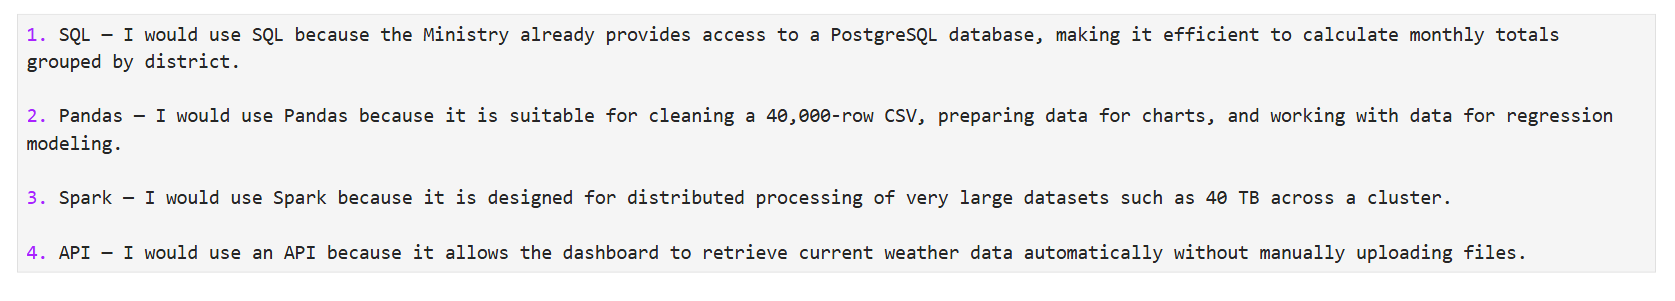 1. SQL — I would use SQL because the Ministry already provides access to a PostgreSQL database, making it efficient to calculate monthly totals
grouped by district.
2. Pandas — I would use Pandas because it is suitable for cleaning a 40,000-row CSV, preparing data for charts, and working with data for regression
modeling.
3. Spark — I would use Spark because it is designed for distributed processing of very large datasets such as 40 TB across a cluster.
4. API — I would use an API because it allows the dashboard to retrieve current weather data automatically without manually uploading files.